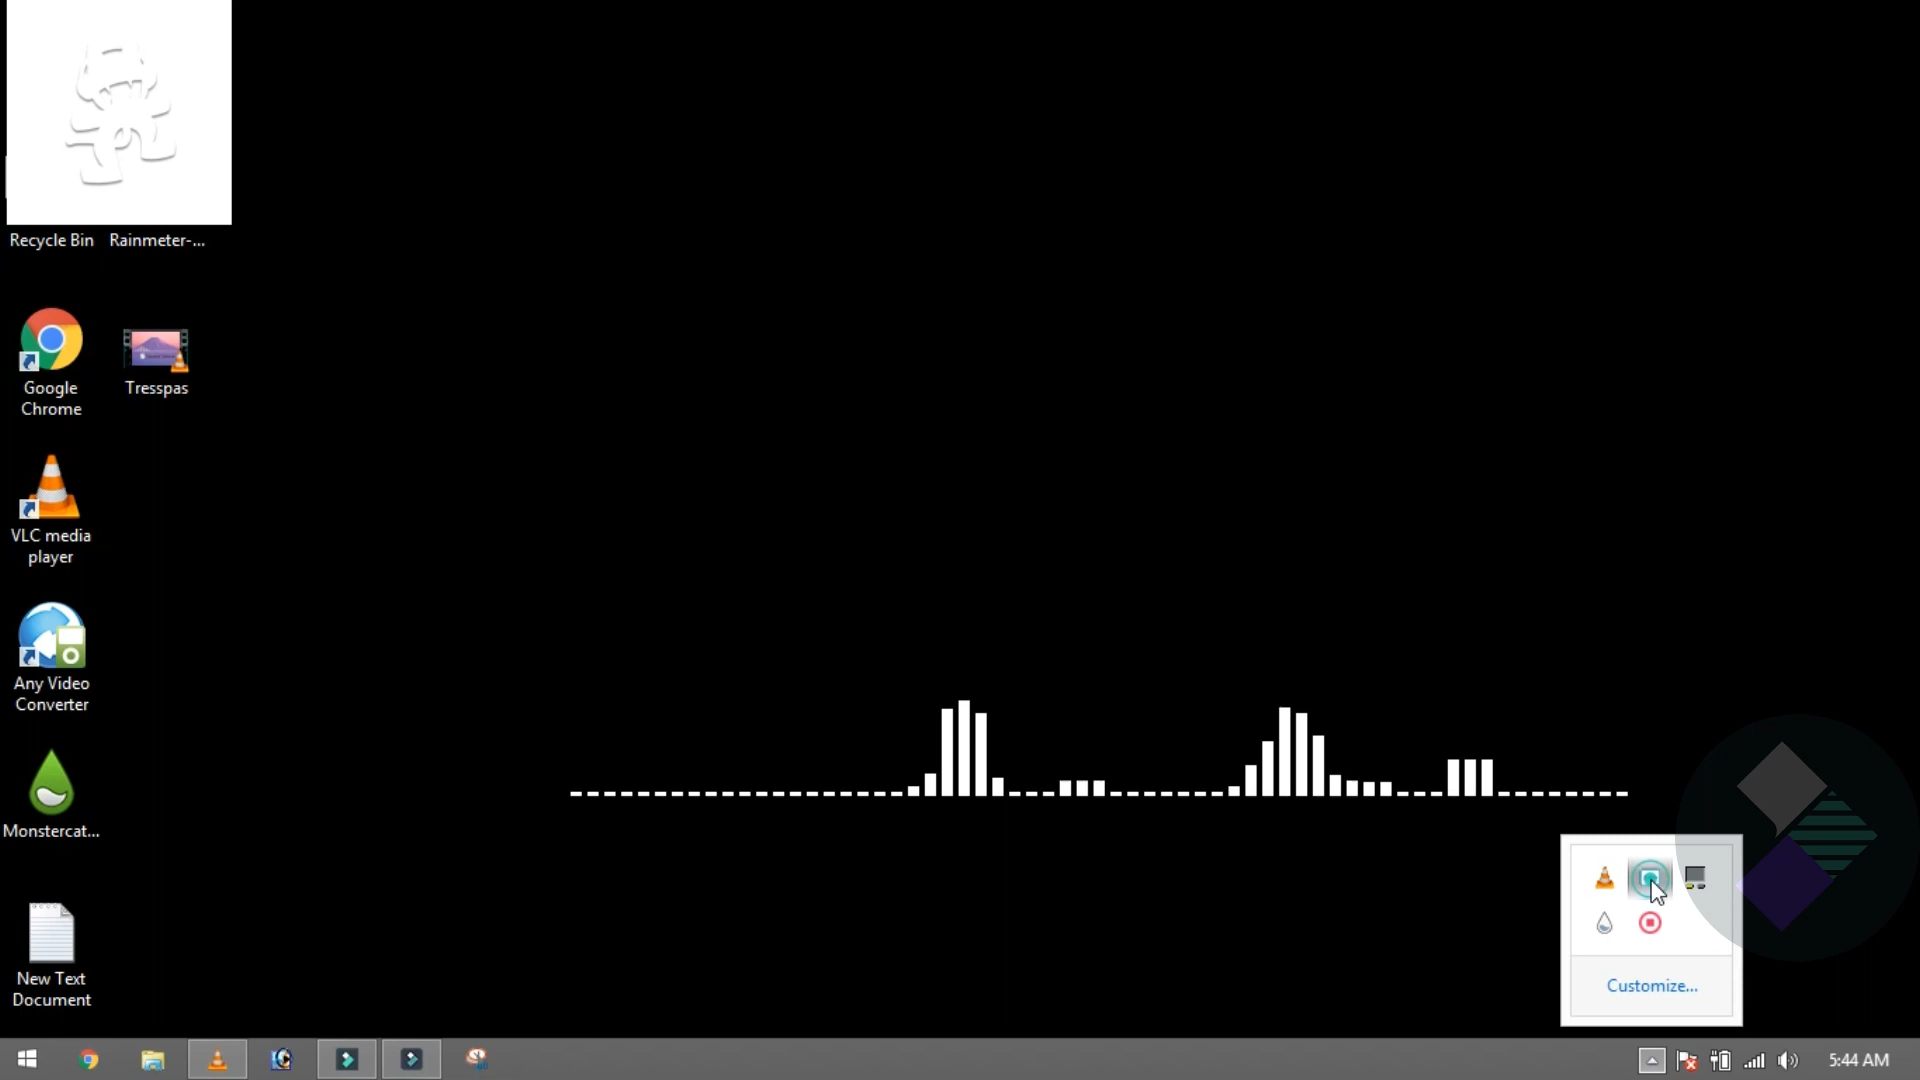 Recycle Bin
Rainmeter-...
Google
Chrome
Tresspas
VLC media
player
Any Video
Converter
Monstercat...
New Text
Document
Customize...
5:44 AM